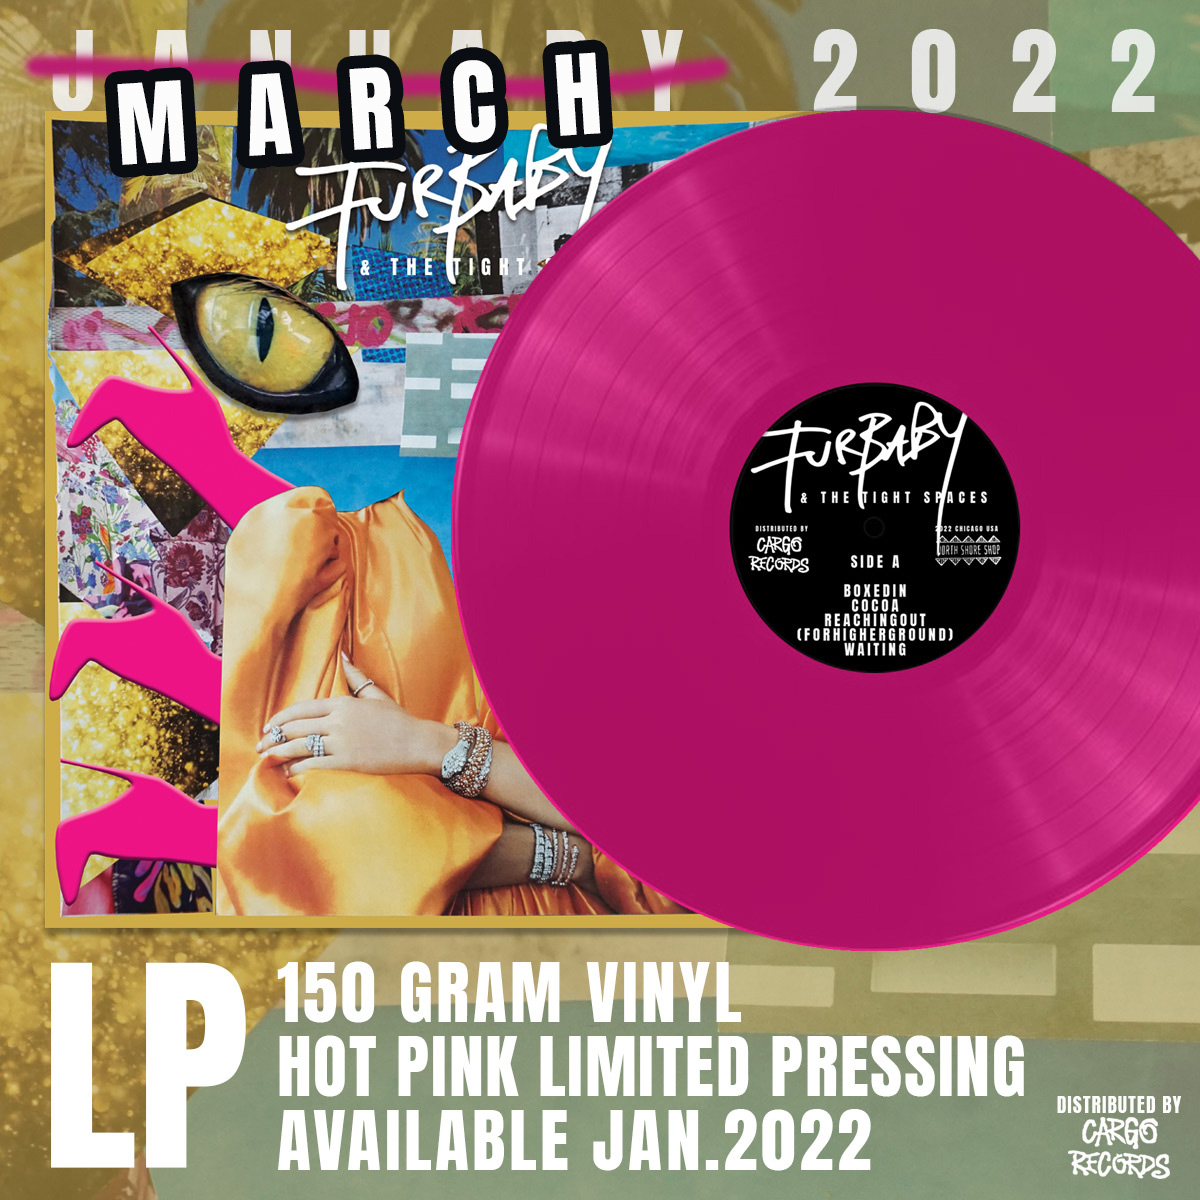 JANUARY 2022
MARCH
FURBABY
& THE TIGHT
FURBABY
& THE TIGHT SPACES
DISTRIBUTED BY
CARGO
RECORDS
2022 CHICAGO USA
NORTH SHORE SHOP
SIDE A
BOXEDIN
COCOA
REACHINGOUT
(FORHIGHERGROUND)
WAITING
LP
150 GRAM VINYL
HOT PINK LIMITED PRESSING
AVAILABLE JAN.2022
DISTRIBUTED BY
CARGO
RECORDS